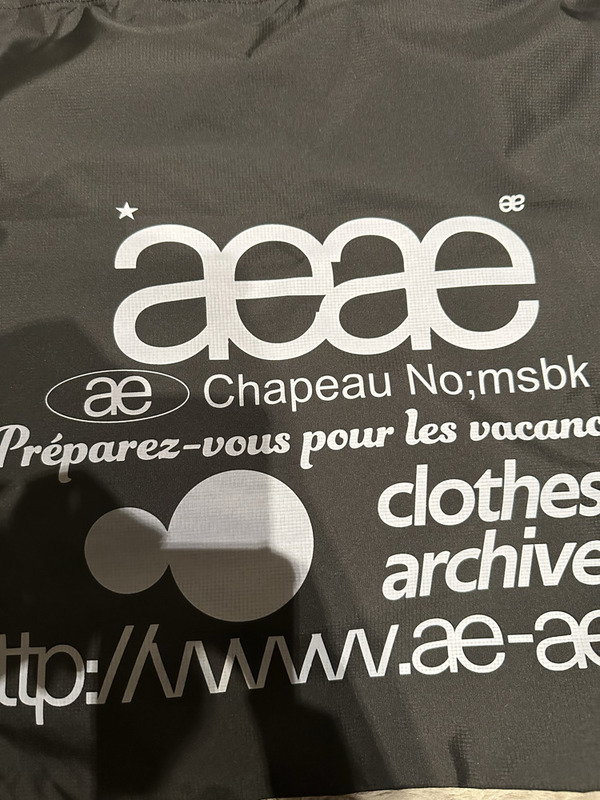 æ
aeae
ae Chapeau No;msbk
Préparez-vous pour les vacanc
clothes
archive
ttp://www.ae-ae